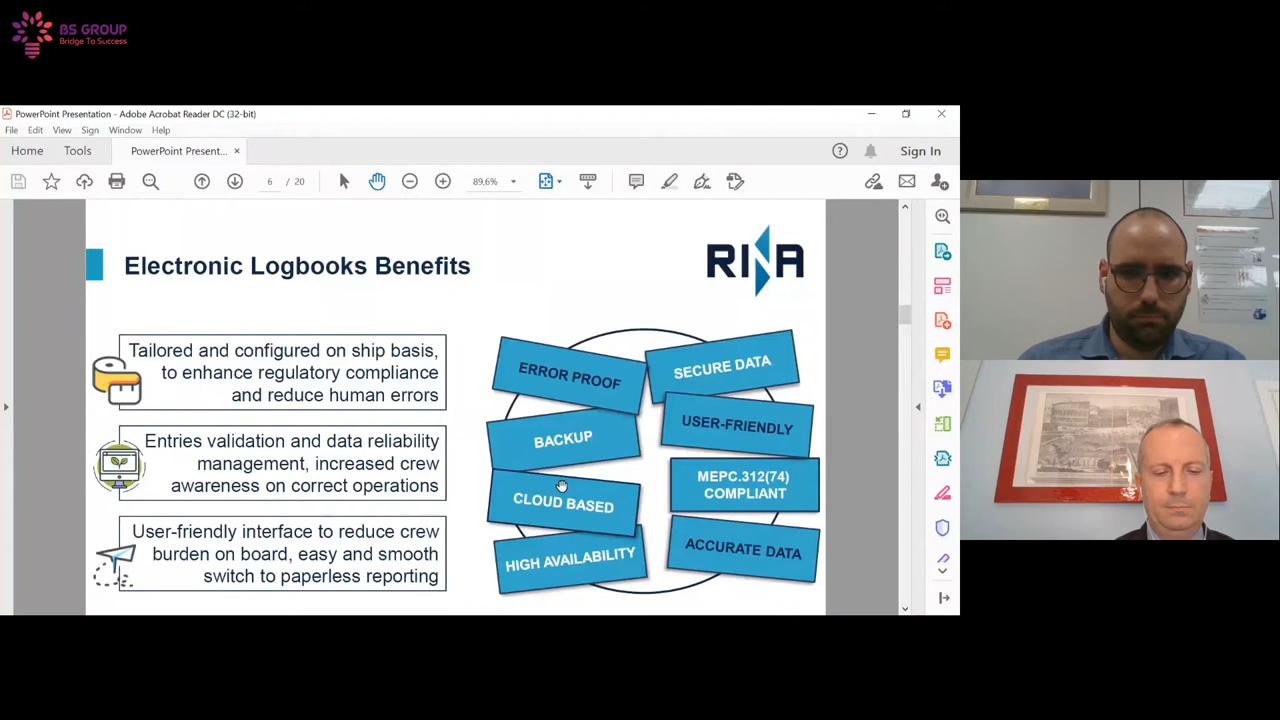 BS GROUP
Bridge To Success
PowerPoint Presentation - Adobe Acrobat Reader DC (32-bit)
File Edit View Sign Window Help
Home Tools PowerPoint Present... × Sign In
6 / 20 89,6%
Electronic Logbooks Benefits
RINA
Tailored and configured on ship basis,
to enhance regulatory compliance
and reduce human errors
Entries validation and data reliability
management, increased crew
awareness on correct operations
User-friendly interface to reduce crew
burden on board, easy and smooth
switch to paperless reporting
ERROR PROOF
SECURE DATA
BACKUP
USER-FRIENDLY
CLOUD BASED
MEPC.312(74)
COMPLIANT
HIGH AVAILABILITY
ACCURATE DATA